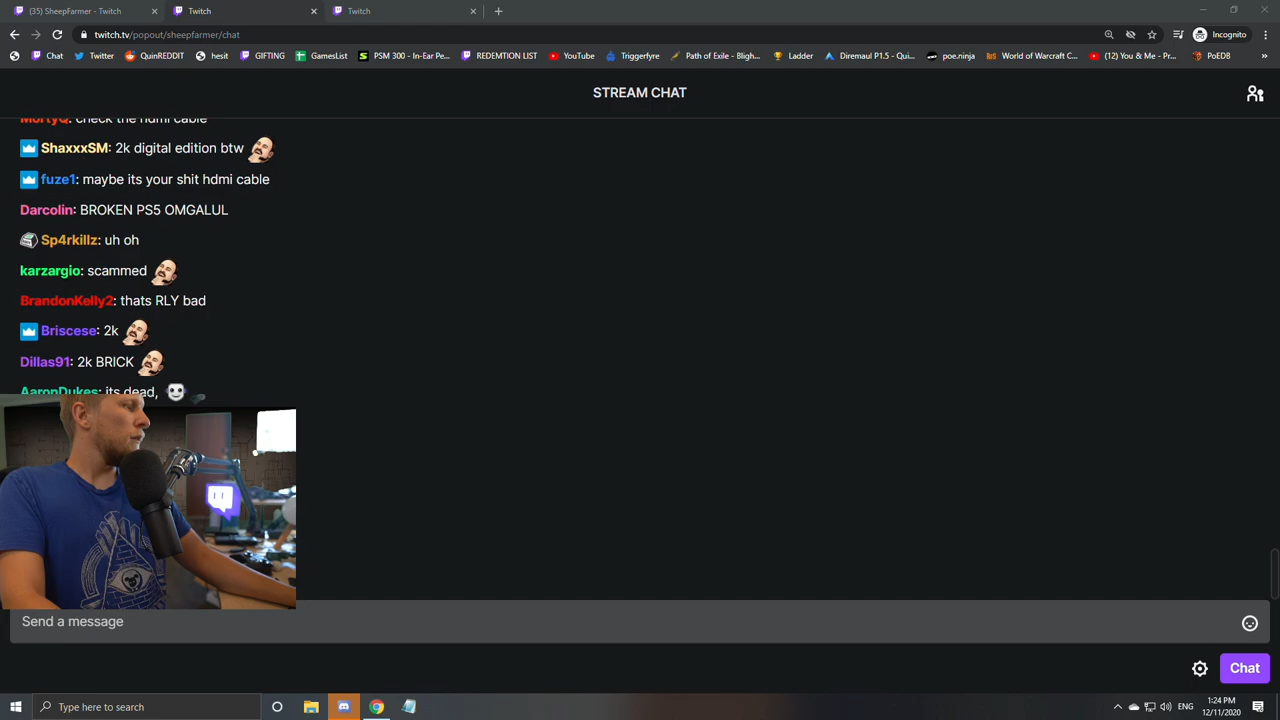 (35) SheepFarmer - Twitch
Twitch
Twitch
twitch.tv/popout/sheepfarmer/chat
Incognito
Chat
Twitter
QuinREDDIT
hesit
GIFTING
GamesList
PSM 300 - In-Ear Pe...
REDEMTION LIST
YouTube
Triggerfyre
Path of Exile - Bligh...
Ladder
Diremaul P1.5 - Qui...
poe.ninja
World of Warcraft C...
(12) You & Me - Pr...
PoEDB
STREAM CHAT
MortyQ: check the hdmi cable
ShaxxxSM: 2k digital edition btw
fuze1: maybe its your shit hdmi cable
Darcolin: BROKEN PS5 OMGALUL
Sp4rkillz: uh oh
karzargio: scammed
BrandonKelly2: thats RLY bad
Briscese: 2k
Dillas91: 2k BRICK
AaronDukes: its dead,
Send a message
Chat
Type here to search
ENG
1:24 PM
12/11/2020